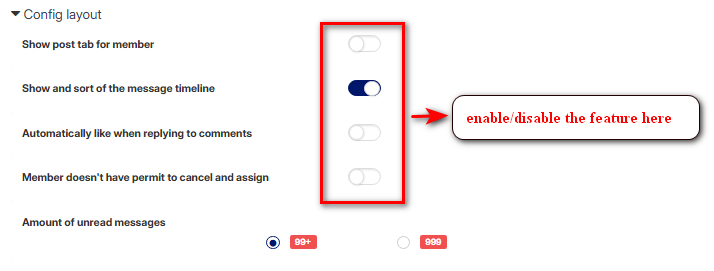 Config layout
Show post tab for member
Show and sort of the message timeline
enable/disable the feature here
Automatically like when replying to comments
Member doesn't have permit to cancel and assign
Amount of unread messages
99+ 999